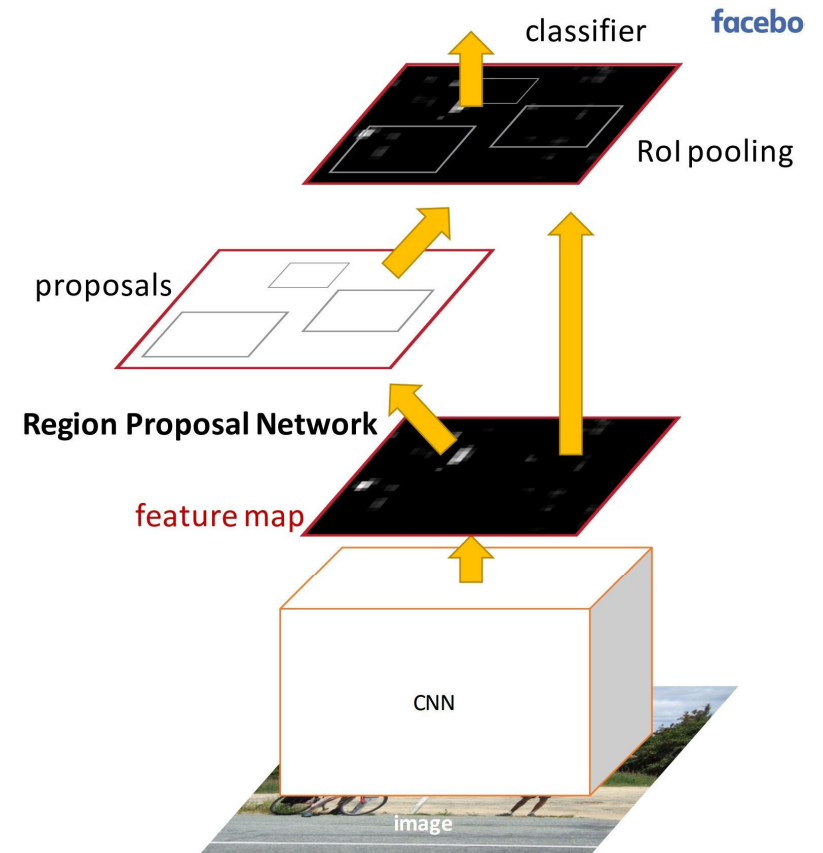 classifier
facebo
RoI pooling
proposals
Region Proposal Network
feature map
CNN
image